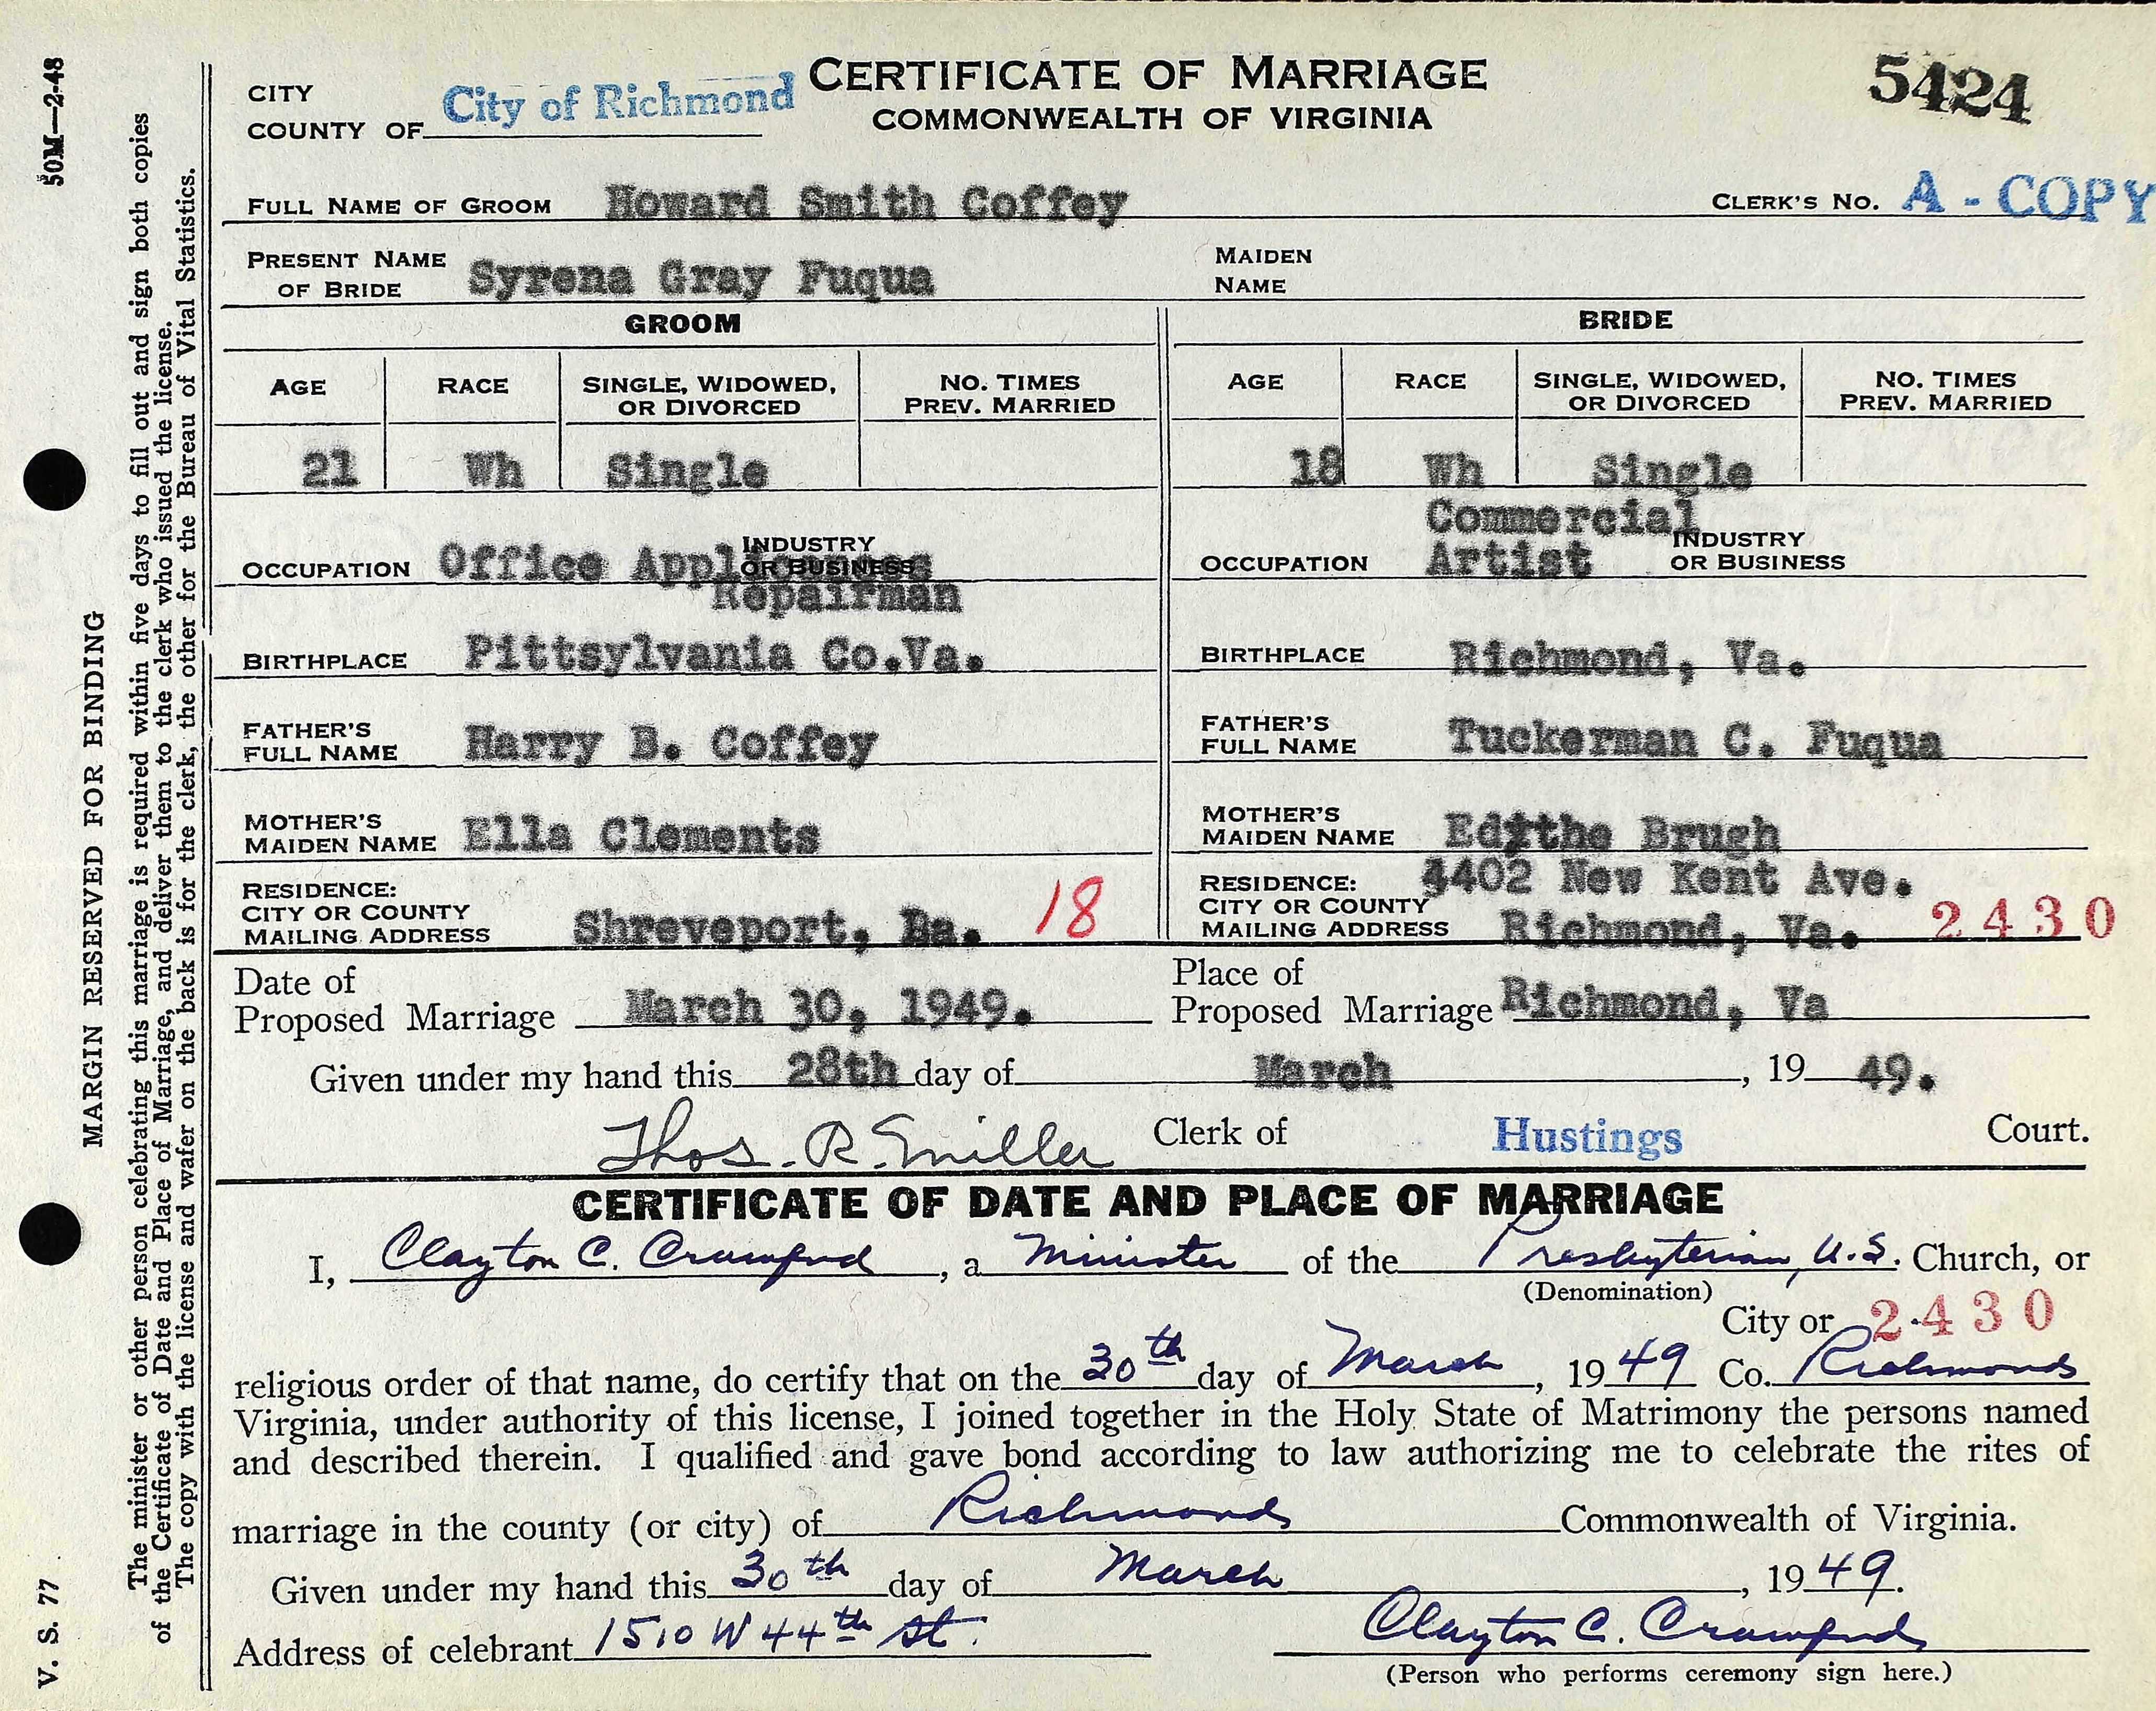 50M—2-48
MARGIN RESERVED FOR BINDING
V. S. 77
The minister or other person celebrating this marriage is required within five days to fill out and sign both copies
of the Certificate of Date and Place of Marriage, and deliver them to the clerk who issued the license.
The copy with the license and wafer on the back is for the clerk, the other for the Bureau of Vital Statistics.
CERTIFICATE OF MARRIAGE
COMMONWEALTH OF VIRGINIA
5424
CITY
COUNTY OF City of Richmond
FULL NAME OF GROOM Howard Smith Coffey CLERK'S NO. A - COPY
PRESENT NAME OF BRIDE Syrena Gray Fuqua MAIDEN NAME
GROOM BRIDE
AGE RACE SINGLE, WIDOWED, OR DIVORCED NO. TIMES PREV. MARRIED AGE RACE SINGLE, WIDOWED, OR DIVORCED NO. TIMES PREV. MARRIED
21 Wh Single 18 Wh Single
OCCUPATION Office Appliances Repairman INDUSTRY OR BUSINESS OCCUPATION Commercial Artist INDUSTRY OR BUSINESS
BIRTHPLACE Pittsylvania Co.Va. BIRTHPLACE Richmond, Va.
FATHER'S FULL NAME Harry B. Coffey FATHER'S FULL NAME Tuckerman C. Fuqua
MOTHER'S MAIDEN NAME Ella Clements MOTHER'S MAIDEN NAME Edythe Brugh
RESIDENCE: CITY OR COUNTY MAILING ADDRESS Shreveport, 18 RESIDENCE: CITY OR COUNTY MAILING ADDRESS 4402 New Kent Ave. Richmond, Va. 2430
Date of Proposed Marriage March 30, 1949. Place of Proposed Marriage Richmond, Va
Given under my hand this 28th day of March, 19 49.
Thos. R. Miller Clerk of Hustings Court.
CERTIFICATE OF DATE AND PLACE OF MARRIAGE
I, Clayton C. Crawford, a Minister of the Presbyterian, U.S. Church, or
(Denomination)
City or 2430
religious order of that name, do certify that on the 30th day of March, 19 49 Co. Richmond
Virginia, under authority of this license, I joined together in the Holy State of Matrimony the persons named
and described therein. I qualified and gave bond according to law authorizing me to celebrate the rites of
marriage in the county (or city) of Richmond Commonwealth of Virginia.
Given under my hand this 30th day of March, 19 49.
Address of celebrant 1510 W 44th St. Clayton C. Crawford
(Person who performs ceremony sign here.)